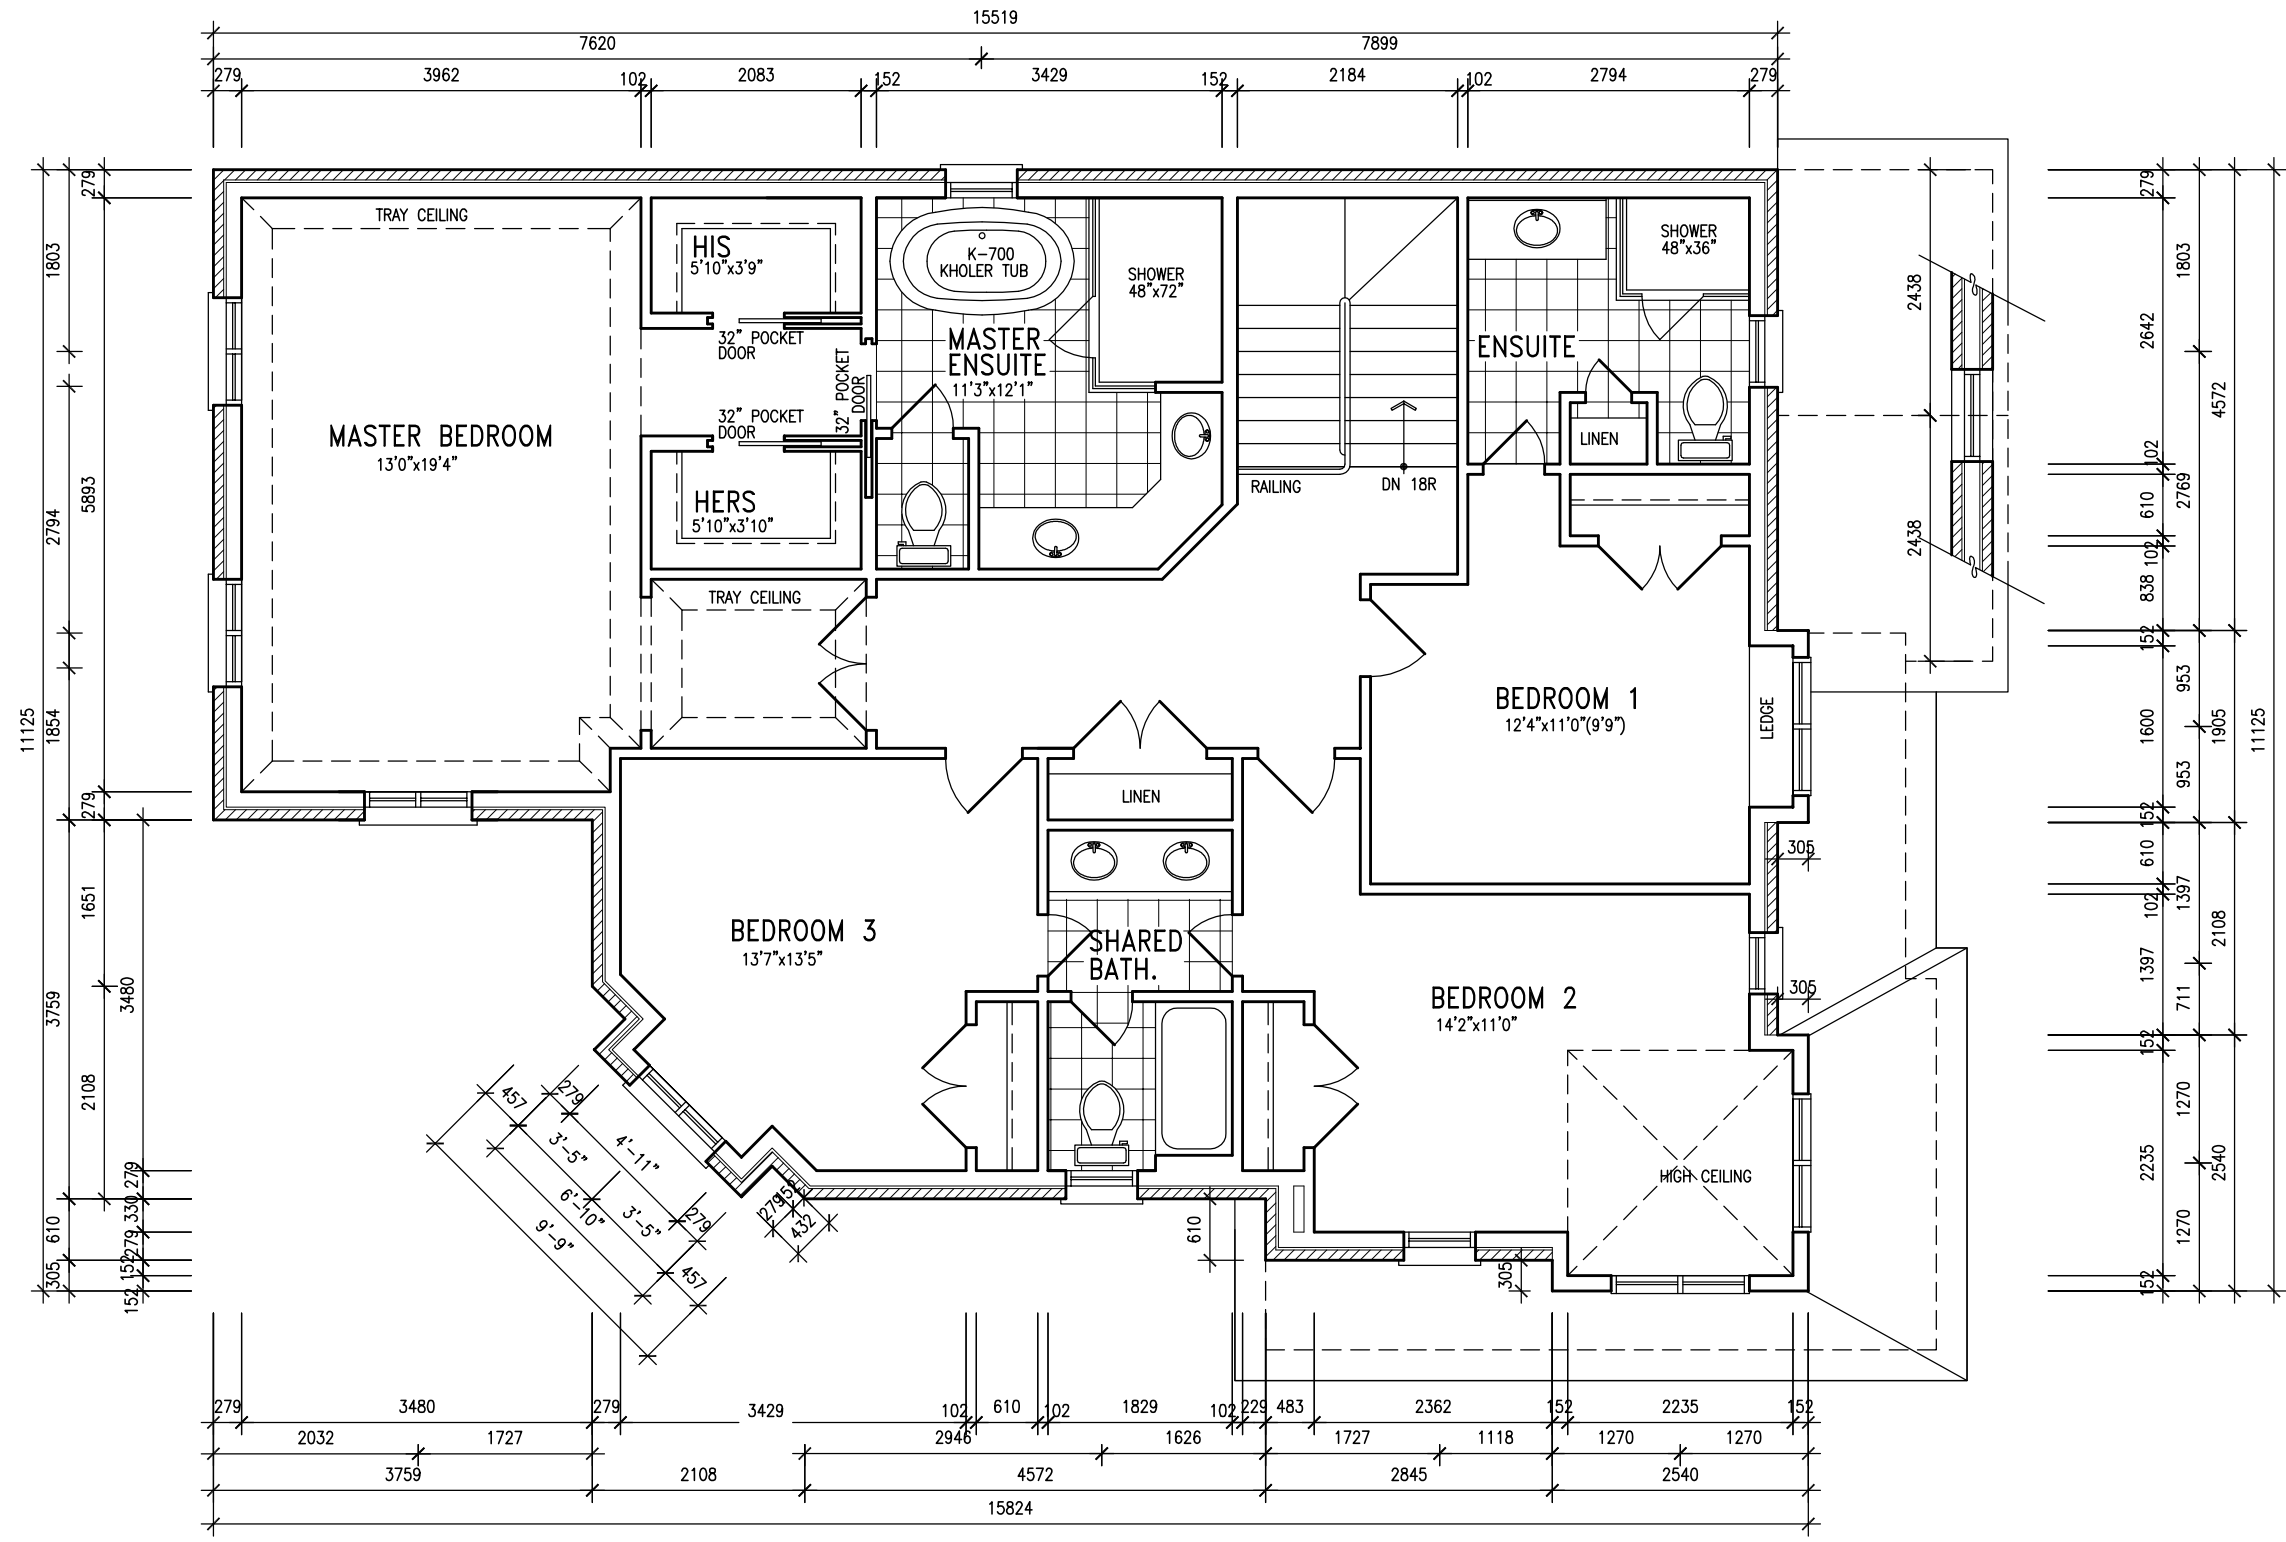 15519
7620 7899
279 3962 102 2083 152 3429 152 2184 102 2794 279
TRAY CEILING
HIS
5'10"x3'9"
32" POCKET
DOOR
32" POCKET
DOOR
32" POCKET
DOOR
HERS
5'10"x3'10"
K-700
KHOLER TUB
SHOWER
48"x72"
MASTER
ENSUITE
11'3"x12'1"
MASTER BEDROOM
13'0"x19'4"
RAILING
DN 18R
SHOWER
48"x36"
ENSUITE
LINEN
TRAY CEILING
BEDROOM 1
12'4"x11'0"(9'9")
LEDGE
LINEN
BEDROOM 3
13'7"x13'5"
SHARED
BATH.
BEDROOM 2
14'2"x11'0"
HIGH CEILING
11125
1803
2794
1854
3759
610
305
279
5893
279
1651
2108
3480
279
330
279
152
152
457
279
3'-5"
4'-11"
6'-10"
3'-5"
279
9'-9"
457
279
152
432
610
305
305
305
2438
2438
279
2642
102
610
102
838
152
1600
152
610
102
1397
152
2235
152
1803
2769
953
953
1397
711
1270
1270
4572
1905
2108
2540
11125
279 3480 279 3429 102 610 102 1829 102 229 483 2362 152 2235 152
2032 1727 2946 1626 1727 1118 1270 1270
3759 2108 4572 2845 2540
15824